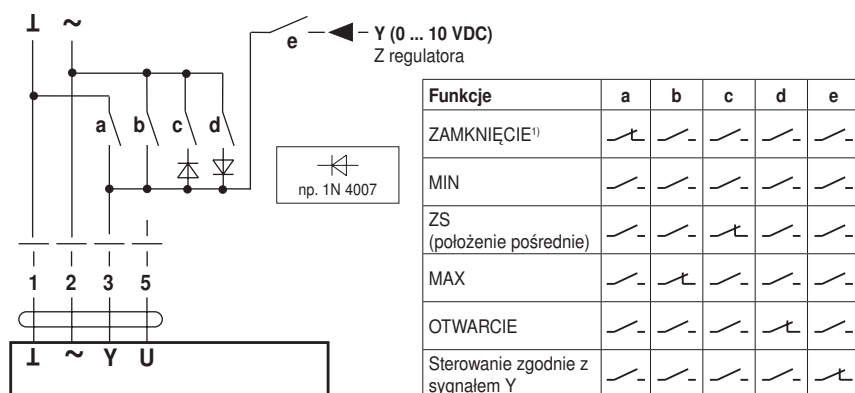 ⊥ ~
e
Y (0 ... 10 VDC)
Z regulatora
a b c d
np. 1N 4007
1 2 3 5
⊥ ~ Y U
Funkcje a b c d e
ZAMKNIĘCIE¹⁾
MIN
ZS
(położenie pośrednie)
MAX
OTWARCIE
Sterowanie zgodnie z
sygnałem Y